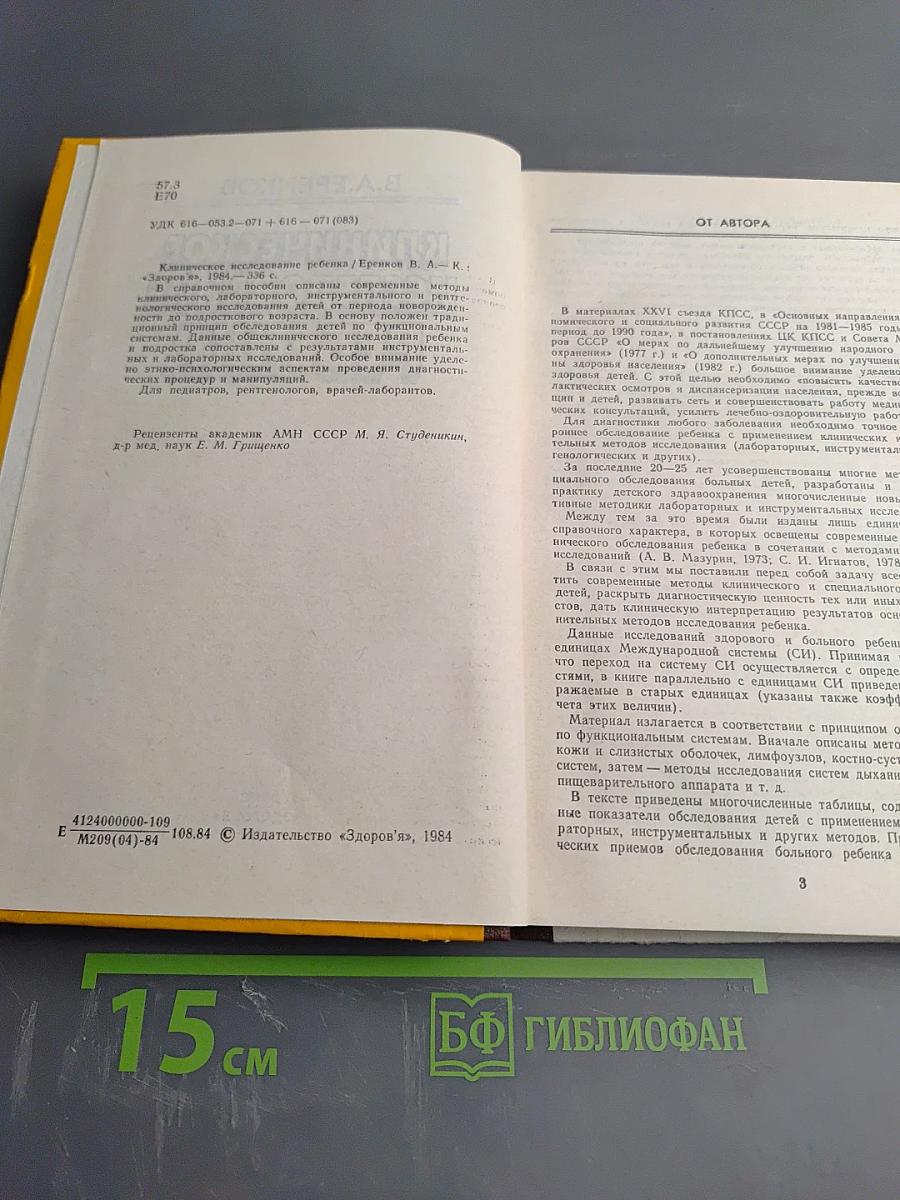 57.3
Е70
УДК 616—053.2—071 + 616 — 071 (083)
Клиническое исследование ребенка / Еренков В. А.— К. :
«Здоров'я», 1984.— 336 с.
В справочном пособии описаны современные методы
клинического, лабораторного, инструментального и рентге-
нологического исследования детей от периода новорожден-
ности до подросткового возраста. В основу положен тради-
ционный принцип обследования детей по функциональным
системам. Данные общеклинического исследования ребенка
и подростка сопоставлены с результатами инструменталь-
ных и лабораторных исследований. Особое внимание уделе-
но этико-психологическим аспектам проведения диагности-
ческих процедур и манипуляций.
Для педиатров, рентгенологов, врачей-лаборантов.
Рецензенты академик АМН СССР М. Я. Студеникин,
д-р мед. наук Е. М. Грищенко
Е 4124000000-109
М209(04)-84 108.84 © Издательство «Здоров'я», 1984
ОТ АВТОРА
В материалах XXVI съезда КПСС, в «Основных направления
номического и социального развития СССР на 1981—1985 годы
период до 1990 года», в постановлениях ЦК КПСС и Совета М
ров СССР «О мерах по дальнейшему улучшению народного
охранения» (1977 г.) и «О дополнительных мерах по улучшени
ны здоровья населения» (1982 г.) большое внимание уделено
здоровья детей. С этой целью необходимо «повысить качество
лактических осмотров и диспансеризации населения, прежде вс
щин и детей, развивать сеть и совершенствовать работу меди
ческих консультаций, усилить лечебно-оздоровительную работ
Для диагностики любого заболевания необходимо точное
роннее обследование ребенка с применением клинических и
тельных методов исследования (лабораторных, инструментал
генологических и других).
За последние 20—25 лет усовершенствованы многие мет
циального обследования больных детей, разработаны и
практику детского здравоохранения многочисленные новы
тивные методики лабораторных и инструментальных исслед
Между тем за это время были изданы лишь едини
справочного характера, в которых освещены современные
нического обследования ребенка в сочетании с методами
исследований (А. В. Мазурин, 1973; С. И. Игнатов, 1978
В связи с этим мы поставили перед собой задачу все
тить современные методы клинического и специального
детей, раскрыть диагностическую ценность тех или иных
стов, дать клиническую интерпретацию результатов осн
нительных методов исследования ребенка.
Данные исследований здорового и больного ребен
единицах Международной системы (СИ). Принимая
что переход на систему СИ осуществляется с опреде
стями, в книге параллельно с единицами СИ приведе
ражаемые в старых единицах (указаны также коэфф
чета этих величин).
Материал излагается в соответствии с принципом о
по функциональным системам. Вначале описаны мето
кожи и слизистых оболочек, лимфоузлов, костно-суст
систем, затем — методы исследования систем дыхани
пищеварительного аппарата и т. д.
В тексте приведены многочисленные таблицы, сод
ные показатели обследования детей с применением
раторных, инструментальных и других методов. П
ческих приемов обследования больного ребенка
3
15 см
БФ ГИБЛИОФАН